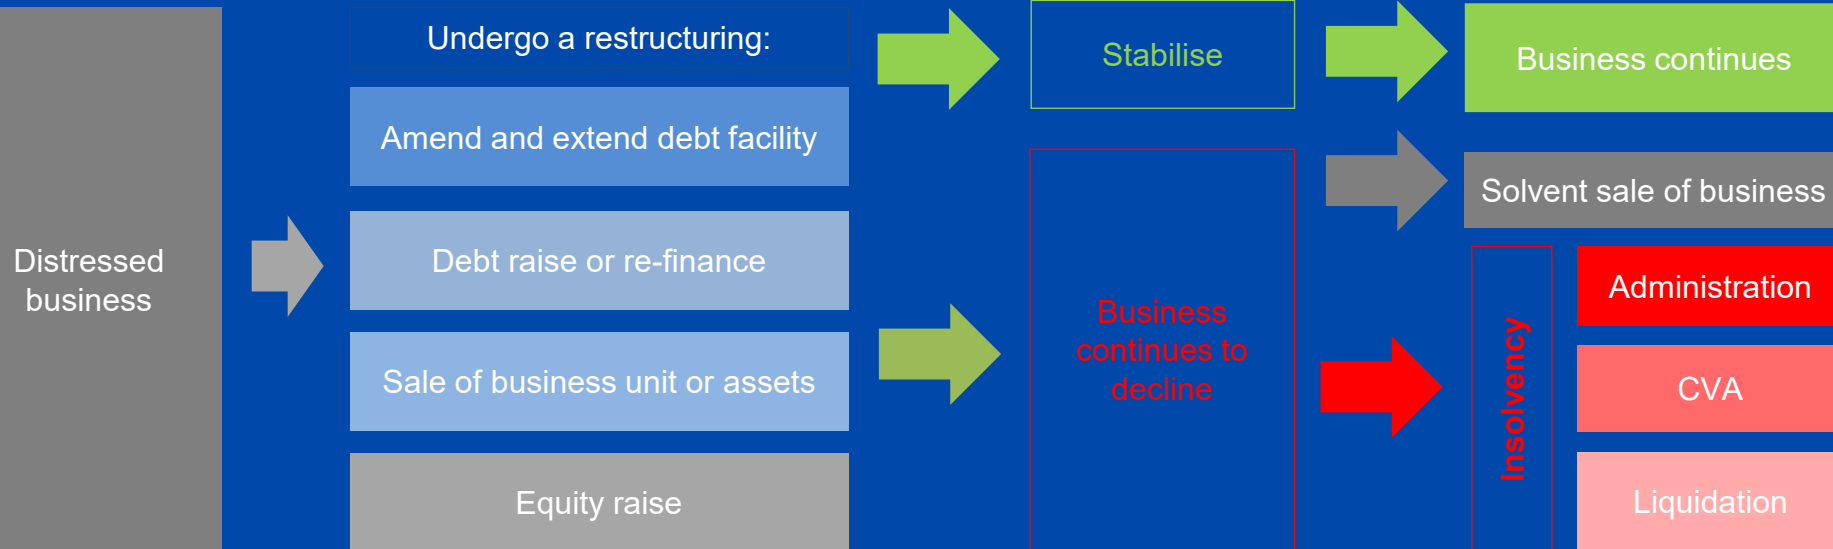 Distressed
business
Undergo a restructuring:
Amend and extend debt facility
Debt raise or re-finance
Sale of business unit or assets
Equity raise
Stabilise
Business
continues to
decline
Business continues
Solvent sale of business
Insolvency
Administration
CVA
Liquidation